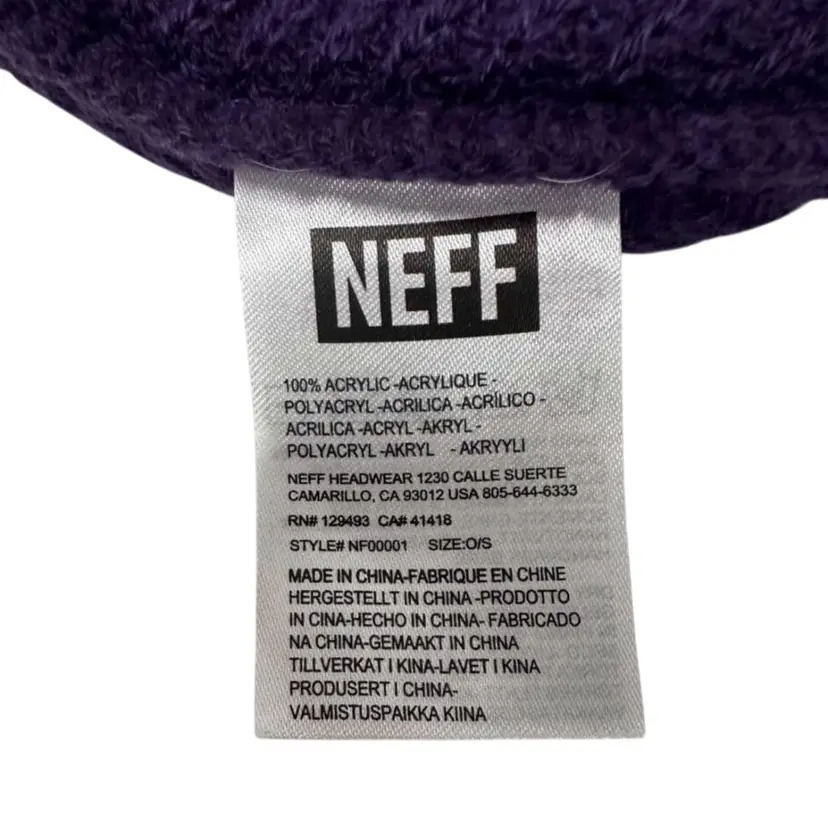 NEFF
100% ACRYLIC -ACRYLIQUE -
POLYACRYL -ACRILICA -ACRÍLICO -
ACRILICA -ACRYL -AKRYL -
POLYACRYL -AKRYL - AKRYYLI
NEFF HEADWEAR 1230 CALLE SUERTE
CAMARILLO, CA 93012 USA 805-644-6333
RN# 129493 CA# 41418
STYLE# NF00001 SIZE:O/S
MADE IN CHINA-FABRIQUE EN CHINE
HERGESTELLT IN CHINA -PRODOTTO
IN CINA-HECHO IN CHINA- FABRICADO
NA CHINA-GEMAAKT IN CHINA
TILLVERKAT I KINA-LAVET I KINA
PRODUSERT I CHINA-
VALMISTUSPAIKKA KIINA